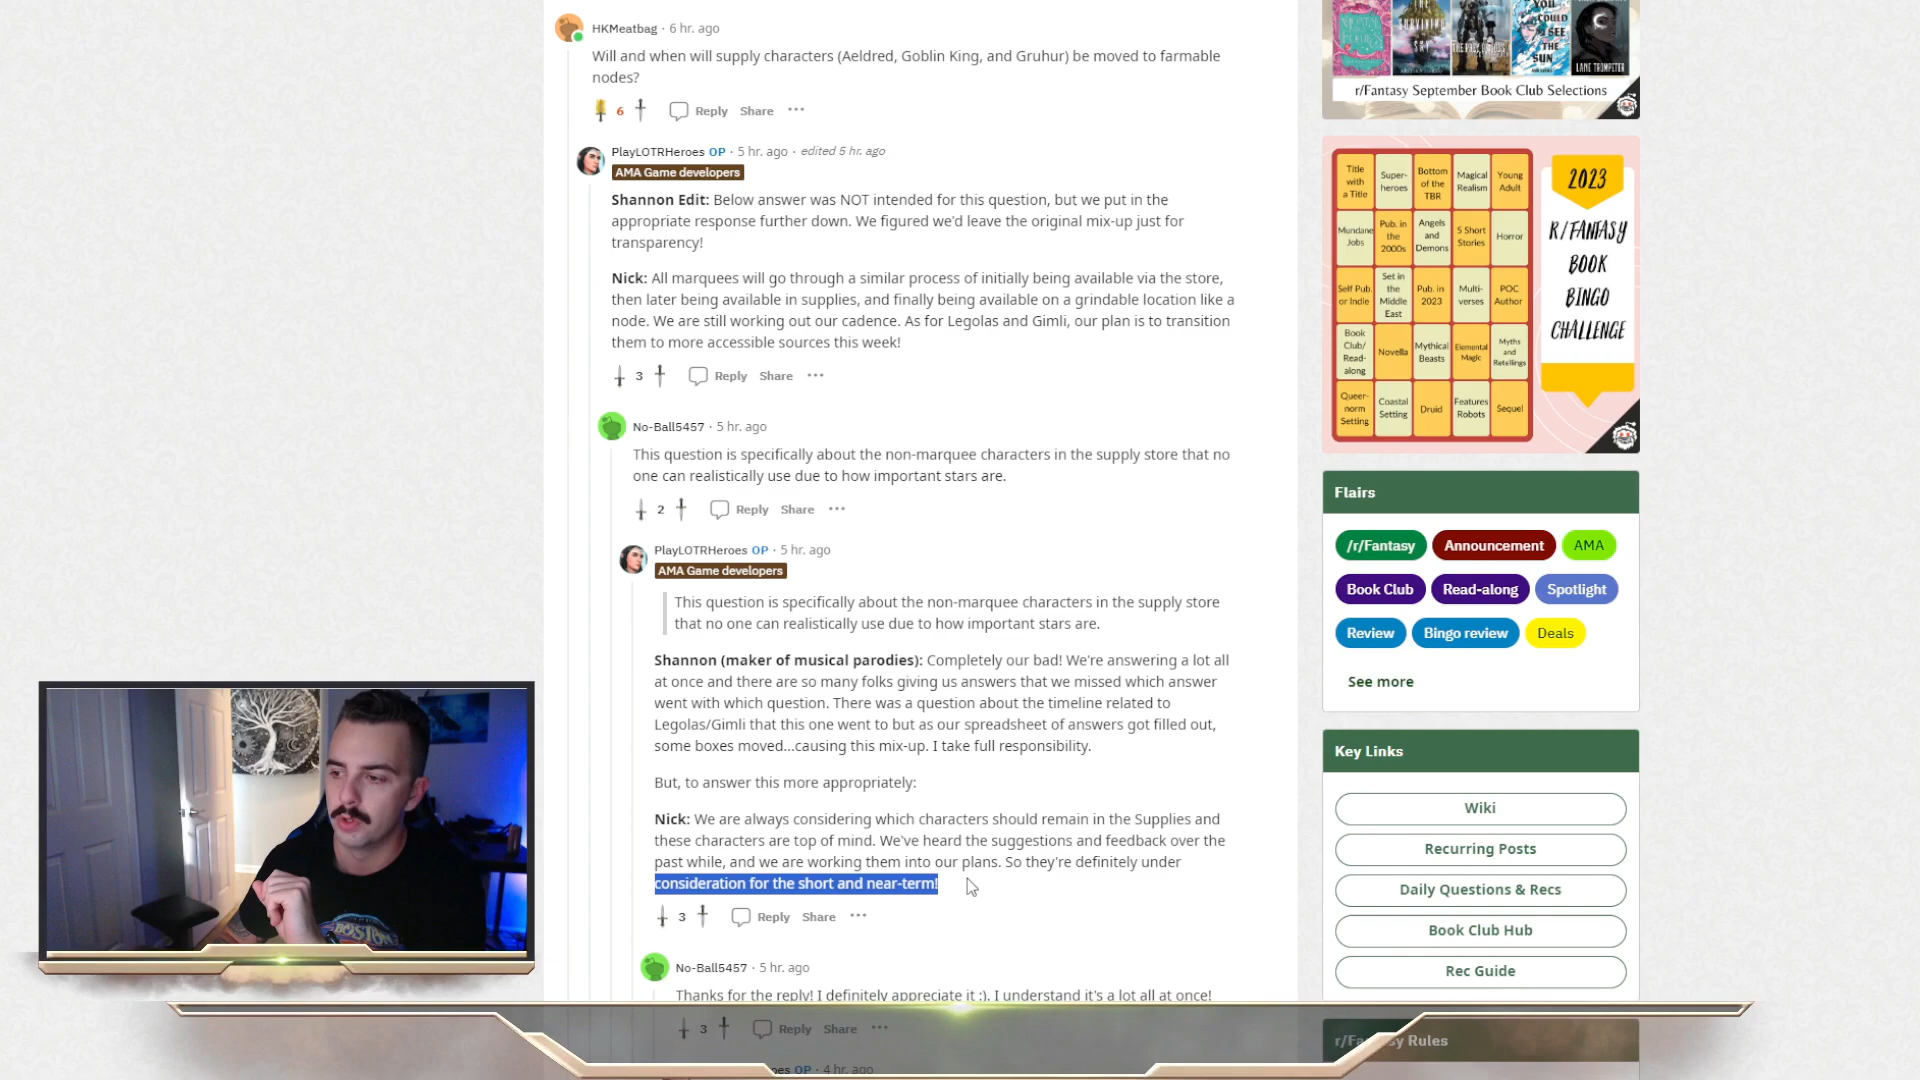 HKMeatbag · 6 hr. ago
Will and when will supply characters (Aeldred, Goblin King, and Gruhur) be moved to farmable
nodes?
6 Reply Share ···
PlayLOTRHeroes OP · 5 hr. ago · edited 5 hr. ago
AMA Game developers
Shannon Edit: Below answer was NOT intended for this question, but we put in the
appropriate response further down. We figured we'd leave the original mix-up just for
transparency!
Nick: All marquees will go through a similar process of initially being available via the store,
then later being available in supplies, and finally being available on a grindable location like a
node. We are still working out our cadence. As for Legolas and Gimli, our plan is to transition
them to more accessible sources this week!
3 Reply Share ···
No-Ball5457 · 5 hr. ago
This question is specifically about the non-marquee characters in the supply store that no
one can realistically use due to how important stars are.
2 Reply Share ···
PlayLOTRHeroes OP · 5 hr. ago
AMA Game developers
This question is specifically about the non-marquee characters in the supply store
that no one can realistically use due to how important stars are.
Shannon (maker of musical parodies): Completely our bad! We're answering a lot all
at once and there are so many folks giving us answers that we missed which answer
went with which question. There was a question about the timeline related to
Legolas/Gimli that this one went to but as our spreadsheet of answers got filled out,
some boxes moved...causing this mix-up. I take full responsibility.
But, to answer this more appropriately:
Nick: We are always considering which characters should remain in the Supplies and
these characters are top of mind. We've heard the suggestions and feedback over the
past while, and we are working them into our plans. So they're definitely under
consideration for the short and near-term!
3 Reply Share ···
No-Ball5457 · 5 hr. ago
Thanks for the reply! I definitely appreciate it :). I understand it's a lot all at once!
3 Reply Share ···
oes OP · 4 hr. ago
BOSTON
YOU
COULD
SEE
THE
SUN
LANE TROMPETER
r/Fantasy September Book Club Selections
Title with a Title
Super-heroes
Bottom of the TBR
Magical Realism
Young Adult
Mundane Jobs
Pub. in the 2000s
Angels and Demons
5 Short Stories
Horror
Self Pub. or Indie
Set in the Middle East
Pub. in 2023
Multi-verses
POC Author
Book Club/ Read-along
Novella
Mythical Beasts
Elemental Magic
Myths and Retellings
Queer-norm Setting
Coastal Setting
Druid
Features Robots
Sequel
2023
R/FANTASY
BOOK
BINGO
CHALLENGE
Flairs
/r/Fantasy Announcement AMA
Book Club Read-along Spotlight
Review Bingo review Deals
See more
Key Links
Wiki
Recurring Posts
Daily Questions & Recs
Book Club Hub
Rec Guide
r/Fantasy Rules